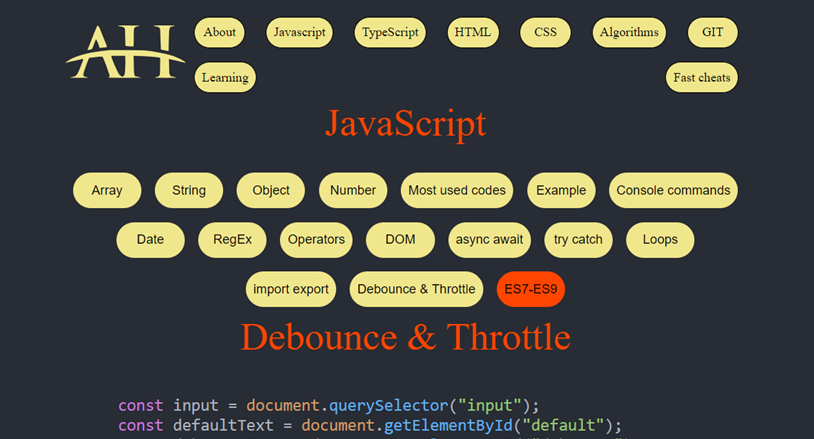 AH
About Javascript TypeScript HTML CSS Algorithms GIT
Learning Fast cheats
JavaScript
Array String Object Number Most used codes Example Console commands
Date RegEx Operators DOM async await try catch Loops
import export Debounce & Throttle ES7-ES9
Debounce & Throttle
const input = document.querySelector("input");
const defaultText = document.getElementById("default");